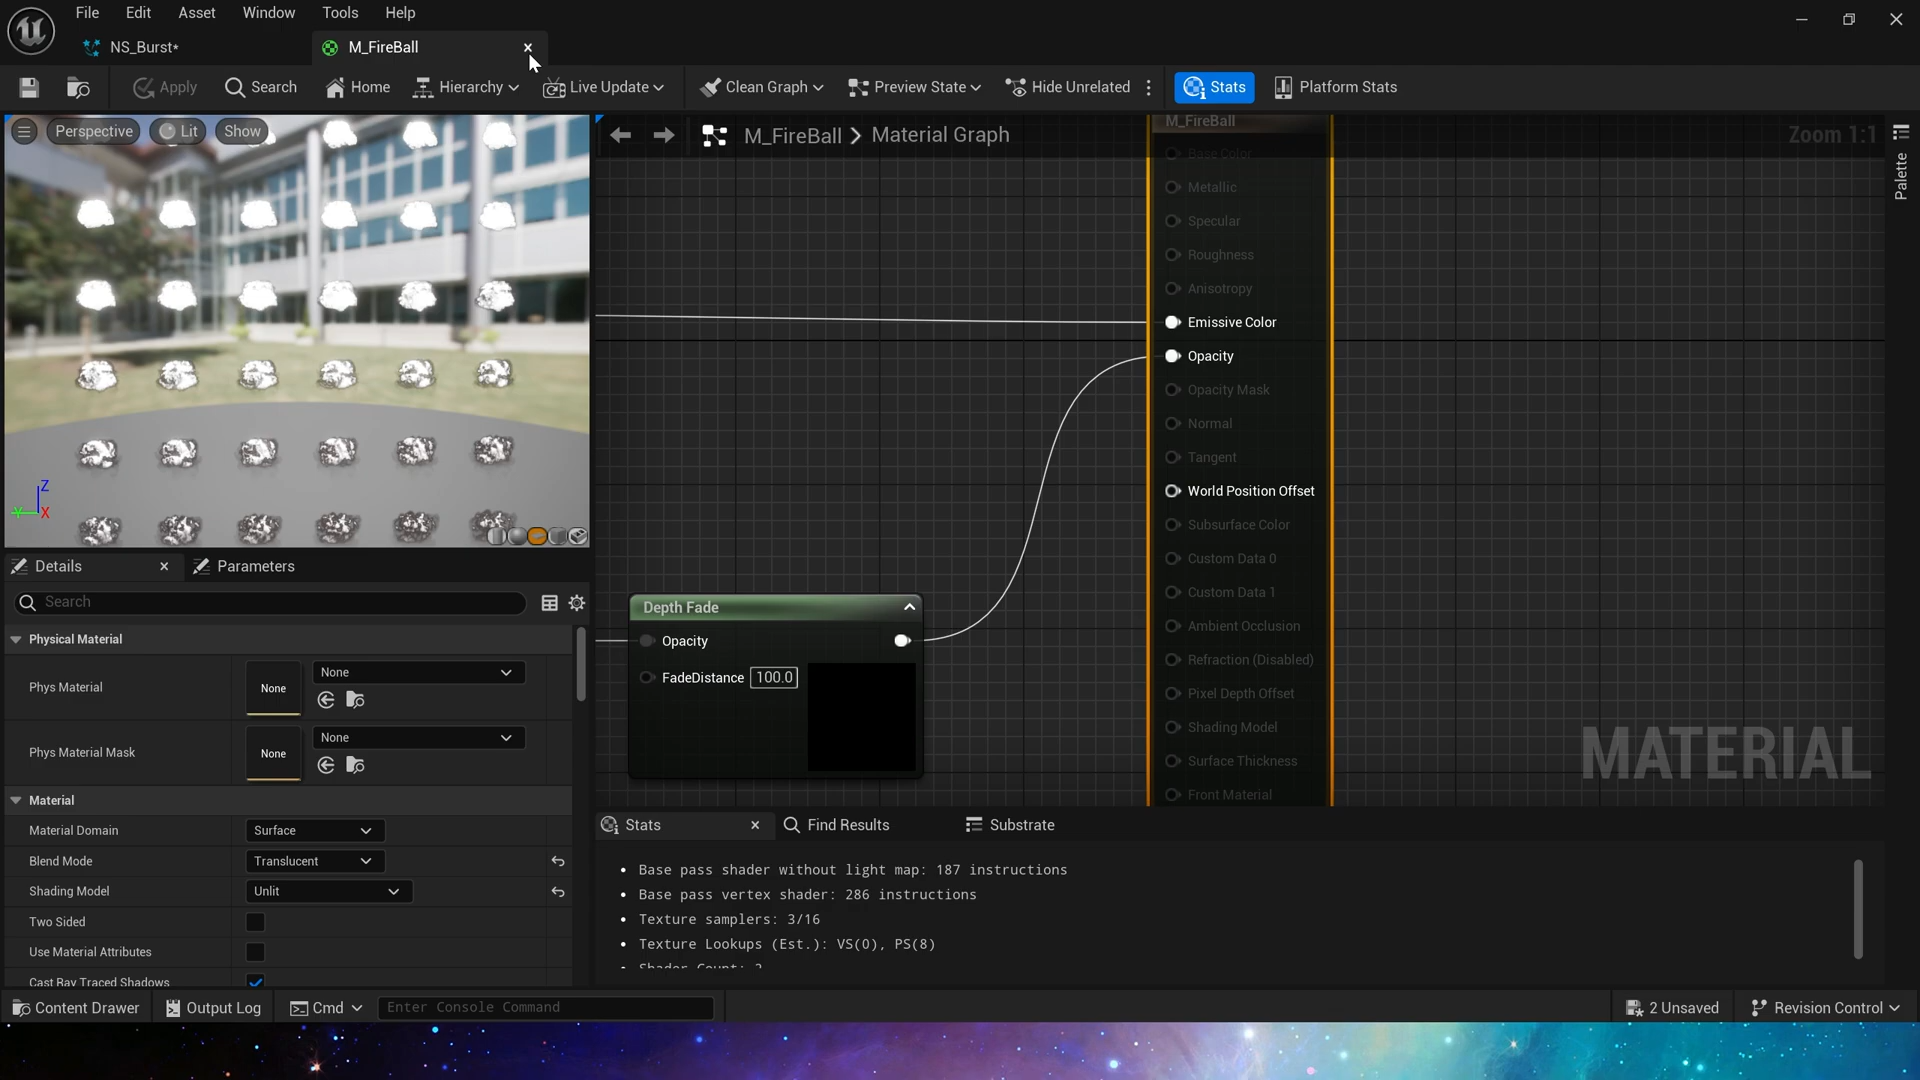 File Edit Asset Window Tools Help
NS_Burst* M_FireBall
Apply Search Home Hierarchy Live Update Clean Graph Preview State Hide Unrelated Stats Platform Stats
Perspective Lit Show
M_FireBall > Material Graph
Zoom 1:1
Palette
M_FireBall
Base Color
Metallic
Specular
Roughness
Anisotropy
Emissive Color
Opacity
Opacity Mask
Normal
Tangent
World Position Offset
Subsurface Color
Custom Data 0
Custom Data 1
Ambient Occlusion
Refraction (Disabled)
Pixel Depth Offset
Shading Model
Surface Thickness
Front Material
Z
Y X
Depth Fade
Opacity
FadeDistance 100.0
MATERIAL
Details Parameters
Search
Physical Material
Phys Material None None
Phys Material Mask None None
Material
Material Domain Surface
Blend Mode Translucent
Shading Model Unlit
Two Sided
Use Material Attributes
Cast Ray Traced Shadows
Stats Find Results Substrate
• Base pass shader without light map: 187 instructions
• Base pass vertex shader: 286 instructions
• Texture samplers: 3/16
• Texture Lookups (Est.): VS(0), PS(8)
• Shader Count: 2
Content Drawer Output Log Cmd Enter Console Command 2 Unsaved Revision Control